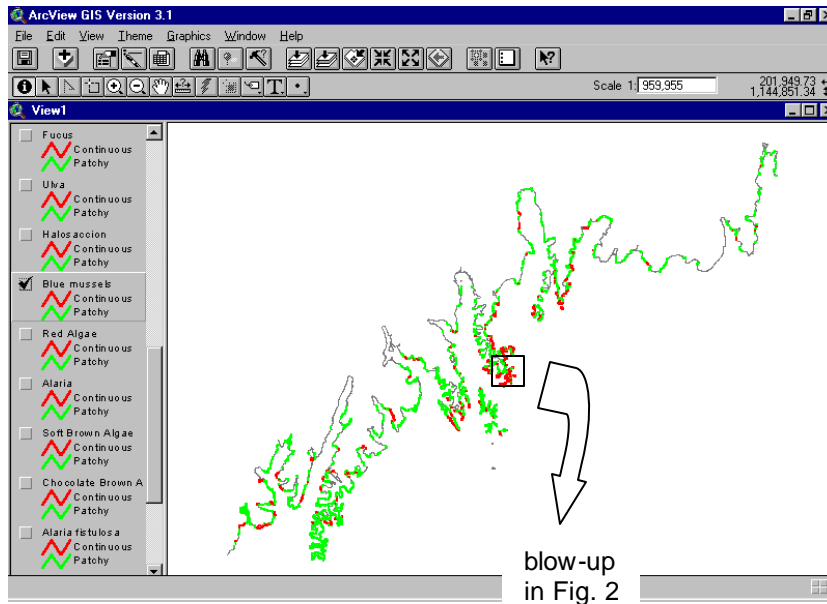 ArcView GIS Version 3.1
File Edit View Theme Graphics Window Help
Scale 1: 959,955
201,949.73
1,144,851.34
View1
Fucus
Continuous
Patchy
Ulva
Continuous
Patchy
Halosaccion
Continuous
Patchy
Blue mussels
Continuous
Patchy
Red Algae
Continuous
Patchy
Alaria
Continuous
Patchy
Soft Brown Algae
Continuous
Patchy
Chocolate Brown A
Continuous
Patchy
Alaria fistulosa
Continuous
Patchy
blow-up
in Fig. 2